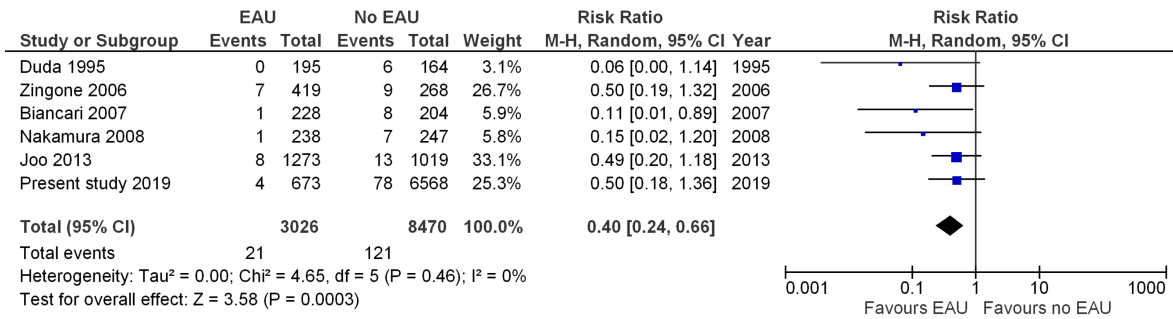 EAU No EAU Risk Ratio Risk Ratio
Study or Subgroup Events Total Events Total Weight M-H, Random, 95% CI Year M-H, Random, 95% CI
Duda 1995 0 195 6 164 3.1% 0.06 [0.00, 1.14] 1995
Zingone 2006 7 419 9 268 26.7% 0.50 [0.19, 1.32] 2006
Biancari 2007 1 228 8 204 5.9% 0.11 [0.01, 0.89] 2007
Nakamura 2008 1 238 7 247 5.8% 0.15 [0.02, 1.20] 2008
Joo 2013 8 1273 13 1019 33.1% 0.49 [0.20, 1.18] 2013
Present study 2019 4 673 78 6568 25.3% 0.50 [0.18, 1.36] 2019
Total (95% CI) 3026 8470 100.0% 0.40 [0.24, 0.66]
Total events 21 121
Heterogeneity: Tau² = 0.00; Chi² = 4.65, df = 5 (P = 0.46); I² = 0%
Test for overall effect: Z = 3.58 (P = 0.0003)
0.001 0.1 1 10 1000
Favours EAU Favours no EAU